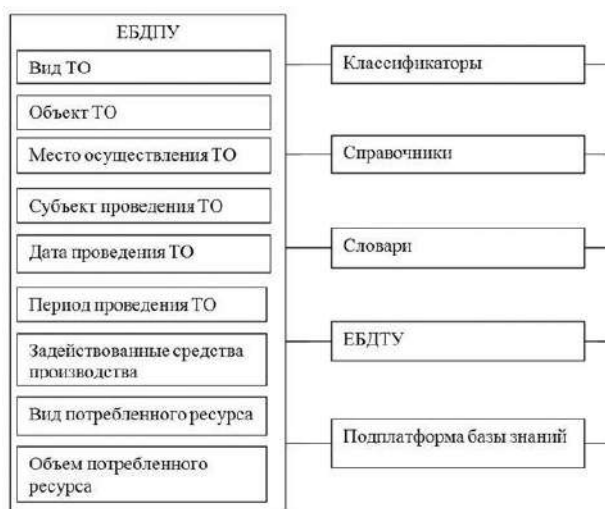 ЕБДПУ
Вид ТО
Объект ТО
Место осуществления ТО
Субъект проведения ТО
Дата проведения ТО
Период проведения ТО
Задействованные средства
производства
Вид потребленного ресурса
Объем потребленного
ресурса
Классификаторы
Справочники
Словари
ЕБДТУ
Подплатформа базы знаний